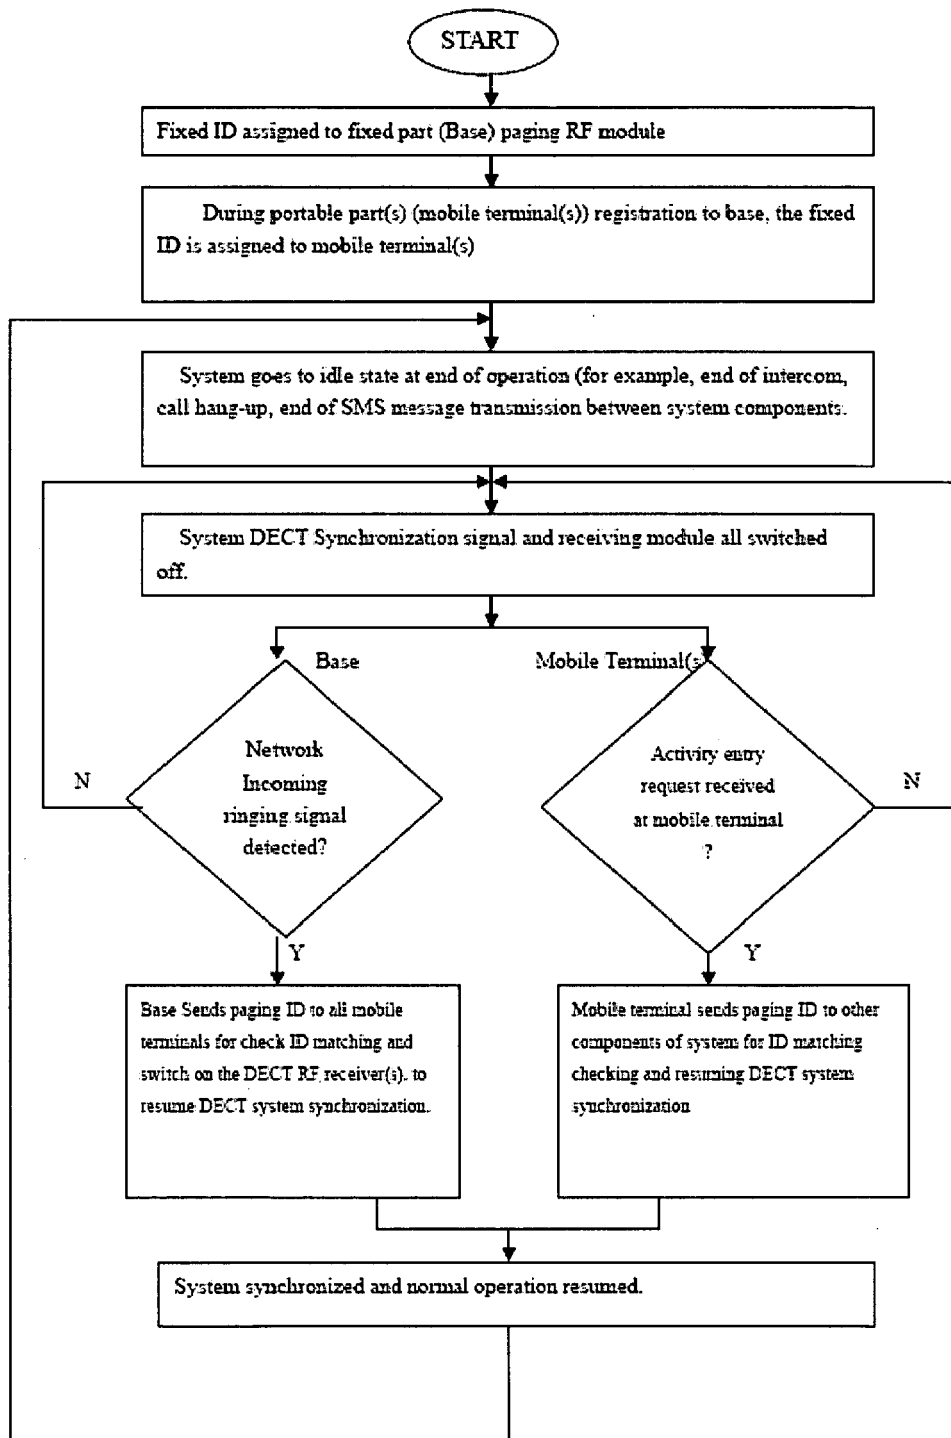 START
Fixed ID assigned to fixed part (Base) paging RF module
During portable part(s) (mobile terminal(s)) registration to base, the fixed
ID is assigned to mobile terminal(s)
System goes to idle state at end of operation (for example, end of intercom,
call hang-up, end of SMS message transmission between system components.
System DECT Synchronization signal and receiving module all switched
off.
Base
Mobile Terminal(s
Network
Incoming
ringing signal
detected?
N
Activity entry
request received
at mobile terminal
?
N
Y
Y
Base Sends paging ID to all mobile
terminals for check ID matching and
switch on the DECT RF receiver(s). to
resume DECT system synchronization.
Mobile terminal sends paging ID to other
components of system for ID matching
checking and resuming DECT system
synchronization
System synchronized and normal operation resumed.